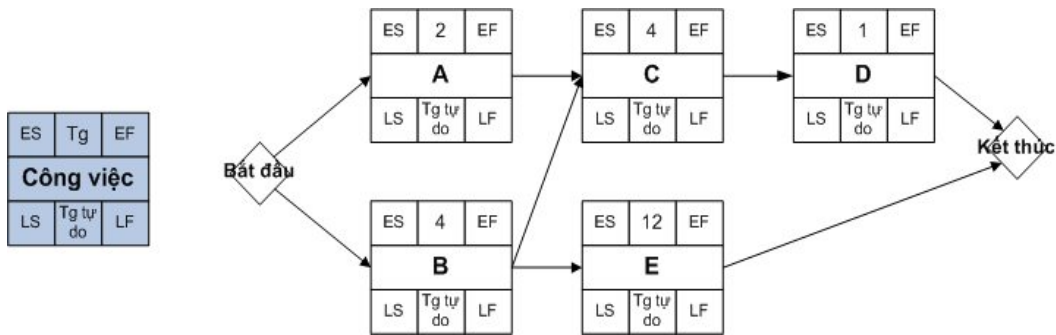 ES 2 EF
A
LS Tg tự do LF
ES 4 EF
C
LS Tg tự do LF
ES 1 EF
D
LS Tg tự do LF
ES Tg EF
Công việc
LS Tg tự do LF
Bắt đầu
Kết thúc
ES 4 EF
B
LS Tg tự do LF
ES 12 EF
E
LS Tg tự do LF